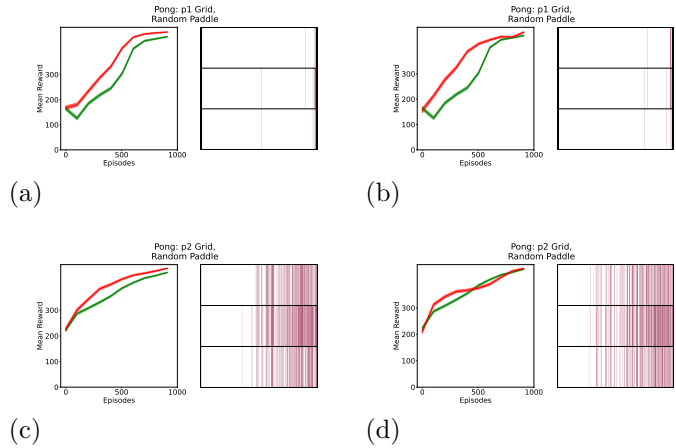 Pong: p1 Grid,
Random Paddle
Mean Reward
300
200
100
0
0
500
1000
Episodes
(a)
Pong: p1 Grid,
Random Paddle
Mean Reward
300
200
100
0
0
500
1000
Episodes
(b)
Pong: p2 Grid,
Random Paddle
Mean Reward
300
200
100
0
0
500
1000
Episodes
(c)
Pong: p2 Grid,
Random Paddle
Mean Reward
300
200
100
0
0
500
1000
Episodes
(d)